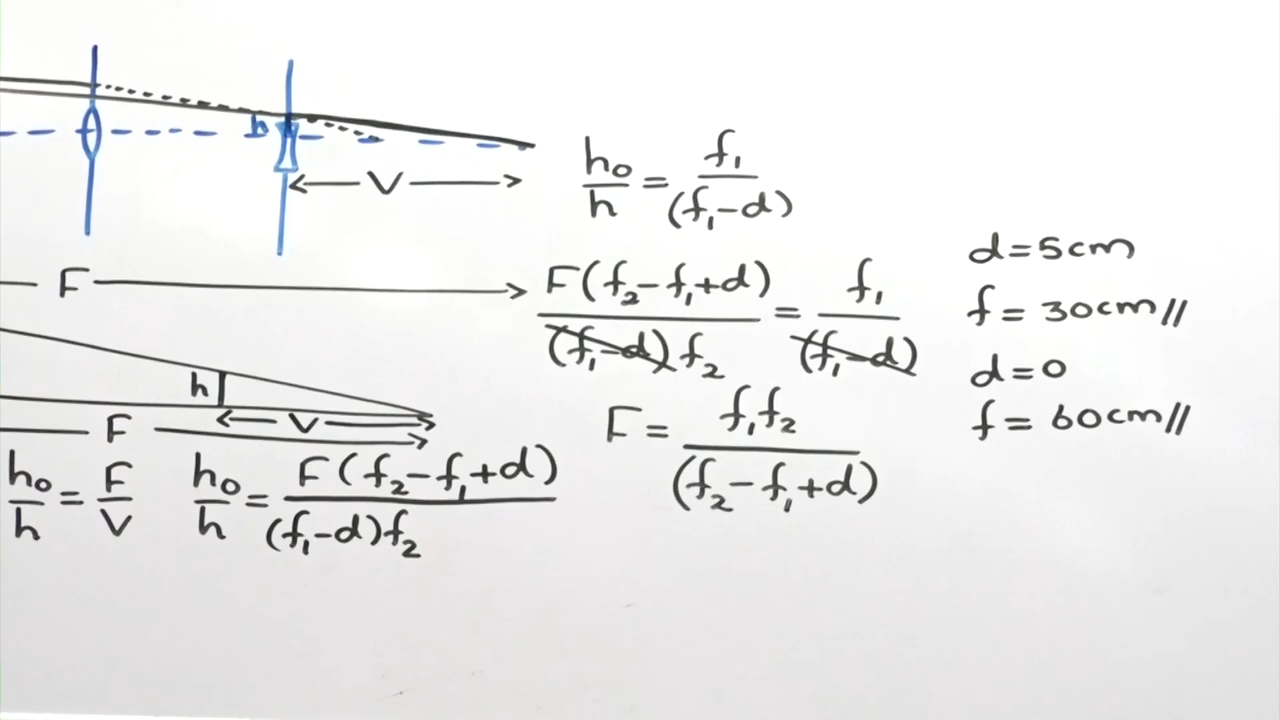 h
V
F
h
V
F
h₀/h = F/V
h₀/h = F(f₂-f₁+d)/(f₁-d)f₂
h₀/h = f₁/(f₁-d)
F(f₂-f₁+d)/(f₁-d)f₂ = f₁/(f₁-d)
F = f₁f₂/(f₂-f₁+d)
d=5cm
f= 30cm//
d=0
f= 60cm//